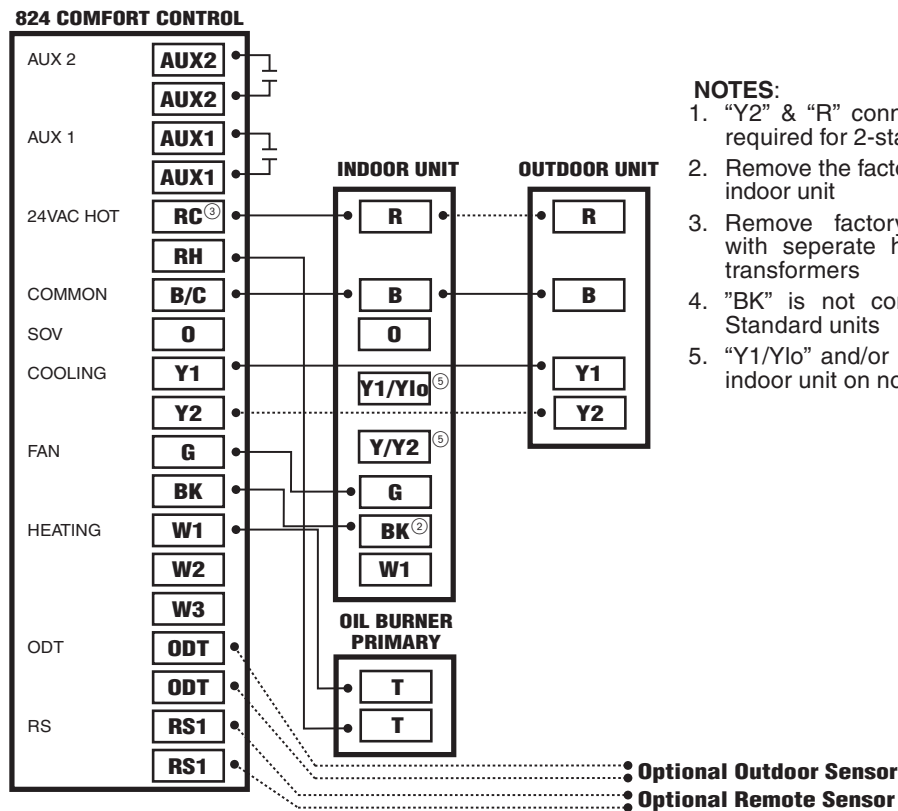 824 COMFORT CONTROL
AUX 2
AUX2
AUX2
AUX 1
AUX1
AUX1
24VAC HOT
RC③
RH
COMMON
B/C
SOV
O
COOLING
Y1
Y2
FAN
G
BK
HEATING
W1
W2
W3
ODT
ODT
ODT
RS
RS1
RS1
INDOOR UNIT
R
B
O
Y1/Ylo⑤
Y/Y2⑤
G
BK②
W1
OIL BURNER
PRIMARY
T
T
OUTDOOR UNIT
R
B
Y1
Y2
Optional Outdoor Sensor
Optional Remote Sensor
NOTES:
1. “Y2” & “R” conn
required for 2-sta
2. Remove the facto
indoor unit
3. Remove factory
with seperate h
transformers
4. ”BK” is not con
Standard units
5. “Y1/Ylo” and/or
indoor unit on no